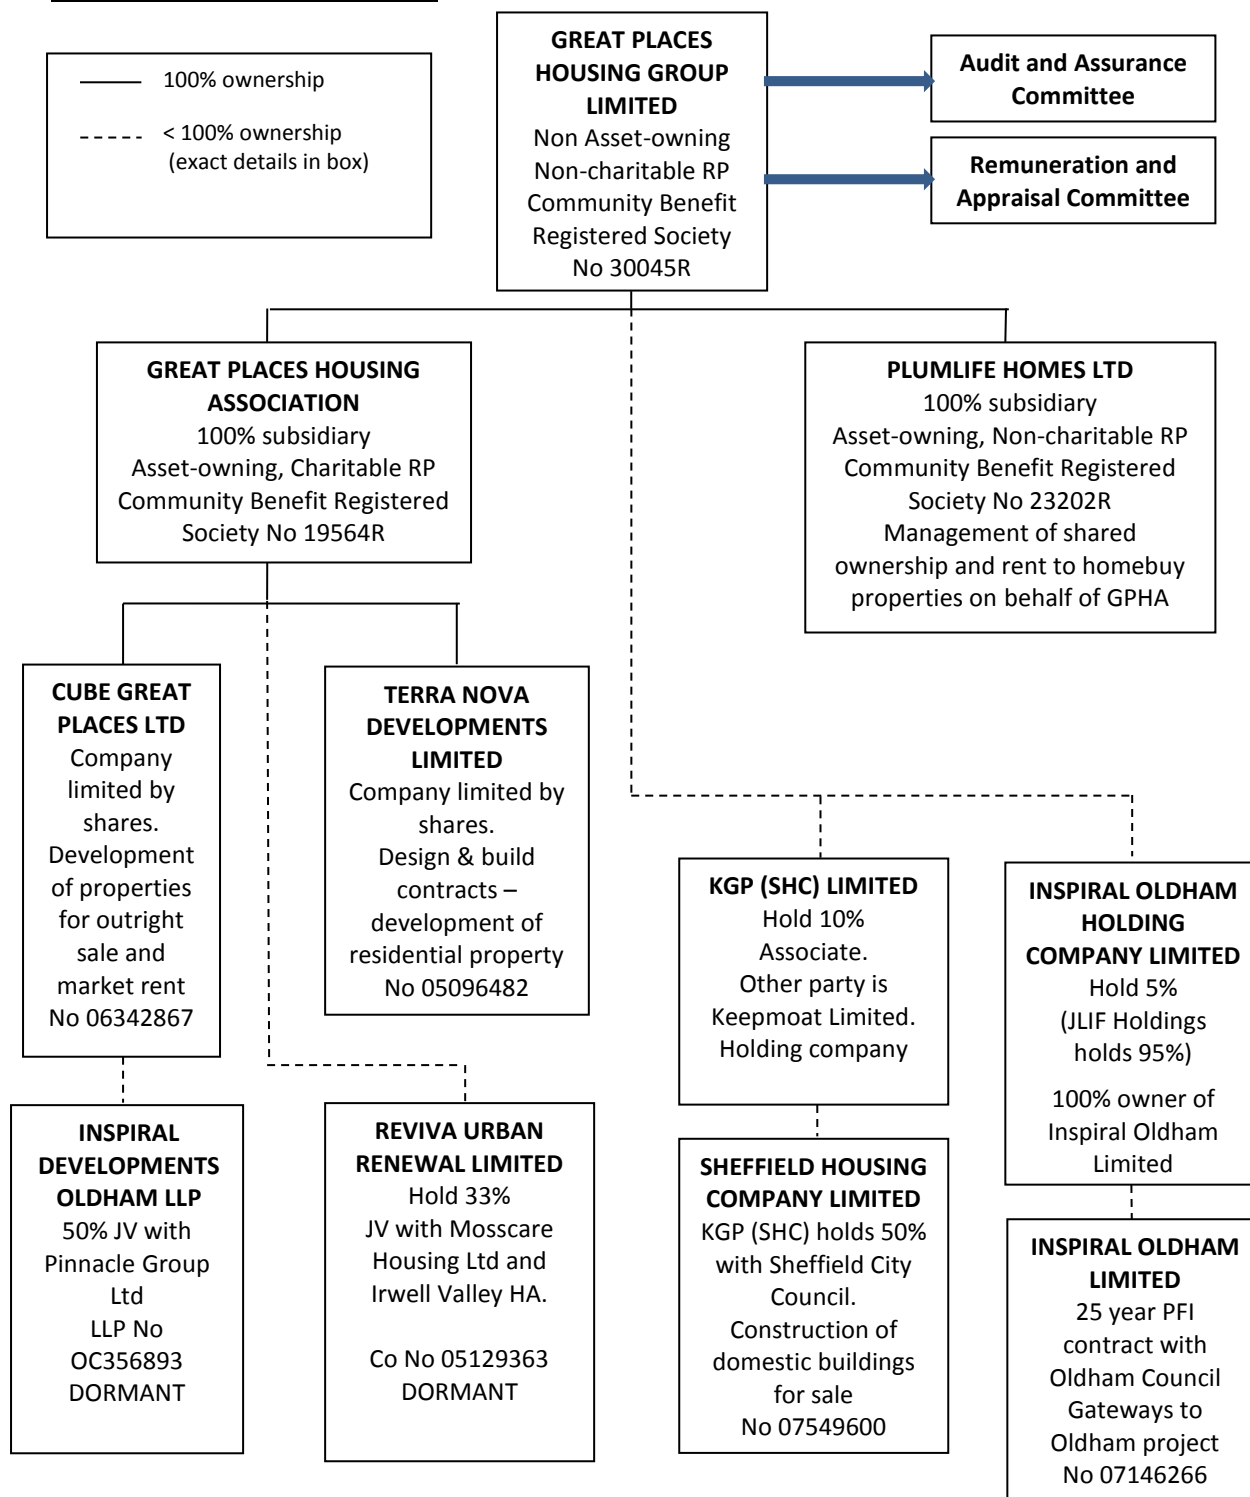 100% ownership
< 100% ownership
(exact details in box)
GREAT PLACES
HOUSING GROUP
LIMITED
Non Asset-owning
Non-charitable RP
Community Benefit
Registered Society
No 30045R
Audit and Assurance
Committee
Remuneration and
Appraisal Committee
GREAT PLACES HOUSING
ASSOCIATION
100% subsidiary
Asset-owning, Charitable RP
Community Benefit Registered
Society No 19564R
PLUMLIFE HOMES LTD
100% subsidiary
Asset-owning, Non-charitable RP
Community Benefit Registered
Society No 23202R
Management of shared
ownership and rent to homebuy
properties on behalf of GPHA
CUBE GREAT
PLACES LTD
Company
limited by
shares.
Development
of properties
for outright
sale and
market rent
No 06342867
TERRA NOVA
DEVELOPMENTS
LIMITED
Company limited by
shares.
Design & build
contracts –
development of
residential property
No 05096482
KGP (SHC) LIMITED
Hold 10%
Associate.
Other party is
Keepmoat Limited.
Holding company
INSPIRAL OLDHAM
HOLDING
COMPANY LIMITED
Hold 5%
(JLIF Holdings
holds 95%)
100% owner of
Inspiral Oldham
Limited
INSPIRAL
DEVELOPMENTS
OLDHAM LLP
50% JV with
Pinnacle Group
Ltd
LLP No
OC356893
DORMANT
REVIVA URBAN
RENEWAL LIMITED
Hold 33%
JV with Mosscare
Housing Ltd and
Irwell Valley HA.
Co No 05129363
DORMANT
SHEFFIELD HOUSING
COMPANY LIMITED
KGP (SHC) holds 50%
with Sheffield City
Council.
Construction of
domestic buildings
for sale
No 07549600
INSPIRAL OLDHAM
LIMITED
25 year PFI
contract with
Oldham Council
Gateways to
Oldham project
No 07146266